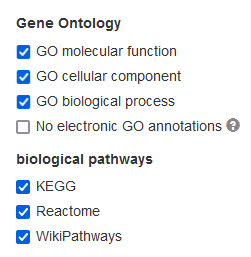 Gene Ontology
GO molecular function
GO cellular component
GO biological process
No electronic GO annotations ?
biological pathways
KEGG
Reactome
WikiPathways